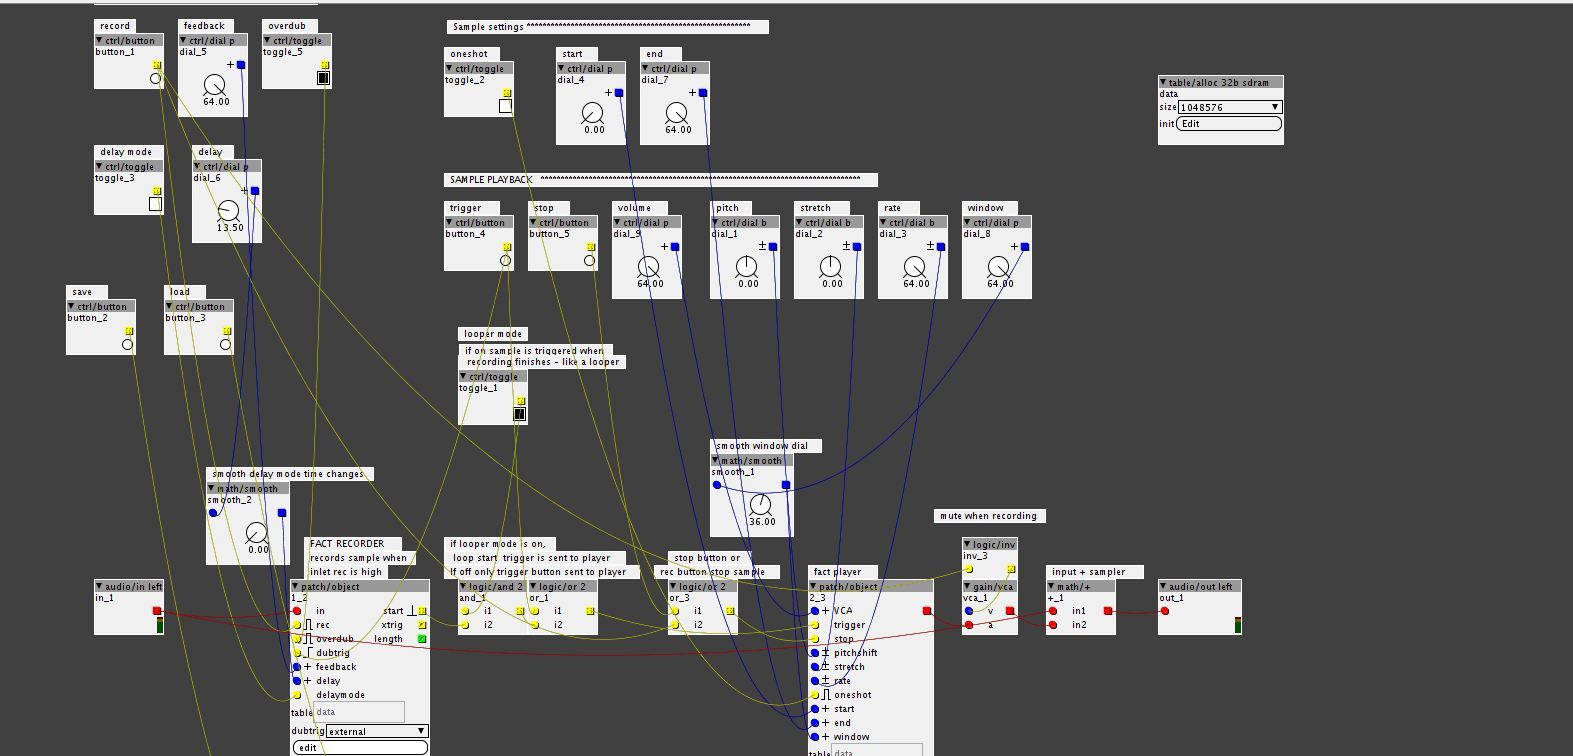 record
feedback
overdub
ctrl/button
ctrl/dial p
ctrl/toggle
button_1
dial_5
toggle_5
64.00
Sample settings **************************************************************
oneshot
start
end
ctrl/toggle
ctrl/dial p
ctrl/dial p
toggle_2
dial_4
dial_7
0.00
64.00
table/alloc 32b sdram
data
size 1048576
init Edit
delay mode
delay
ctrl/toggle
ctrl/dial p
toggle_3
dial_6
13.50
SAMPLE PLAYBACK ****************************************************************************************
trigger
stop
volume
pitch
stretch
rate
window
ctrl/button
ctrl/button
ctrl/dial p
ctrl/dial b
ctrl/dial b
ctrl/dial b
ctrl/dial p
button_4
button_5
dial_9
dial_1
dial_2
dial_3
dial_8
64.00
0.00
0.00
64.00
64.00
save
load
ctrl/button
ctrl/button
button_2
button_3
looper mode
if on sample is triggered when
recording finishes - like a looper
ctrl/toggle
toggle_1
smooth window dial
math/smooth
smooth_1
36.00
smooth delay mode time changes
math/smooth
smooth_2
0.00
mute when recording
logic/inv
inv_3
FACT RECORDER
records sample when
inlet rec is high
if looper mode is on,
loop start trigger is sent to player
If off only trigger button sent to player
stop button or
rec button stop sample
fact player
input + sampler
audio/in left
in_1
patch/object
1_2
in
start
rec
xtrig
overdub
length
dubtrig
feedback
delay
delaymode
table data
dubtrig external
edit
logic/and 2
and_1
i1
i2
logic/or 2
or_1
i1
i2
logic/or 2
or_3
i1
i2
patch/object
2_3
VCA
trigger
stop
pitchshift
stretch
rate
oneshot
start
end
window
table data
gain/vca
vca_1
v
a
math/+
+_1
in1
in2
audio/out left
out_1